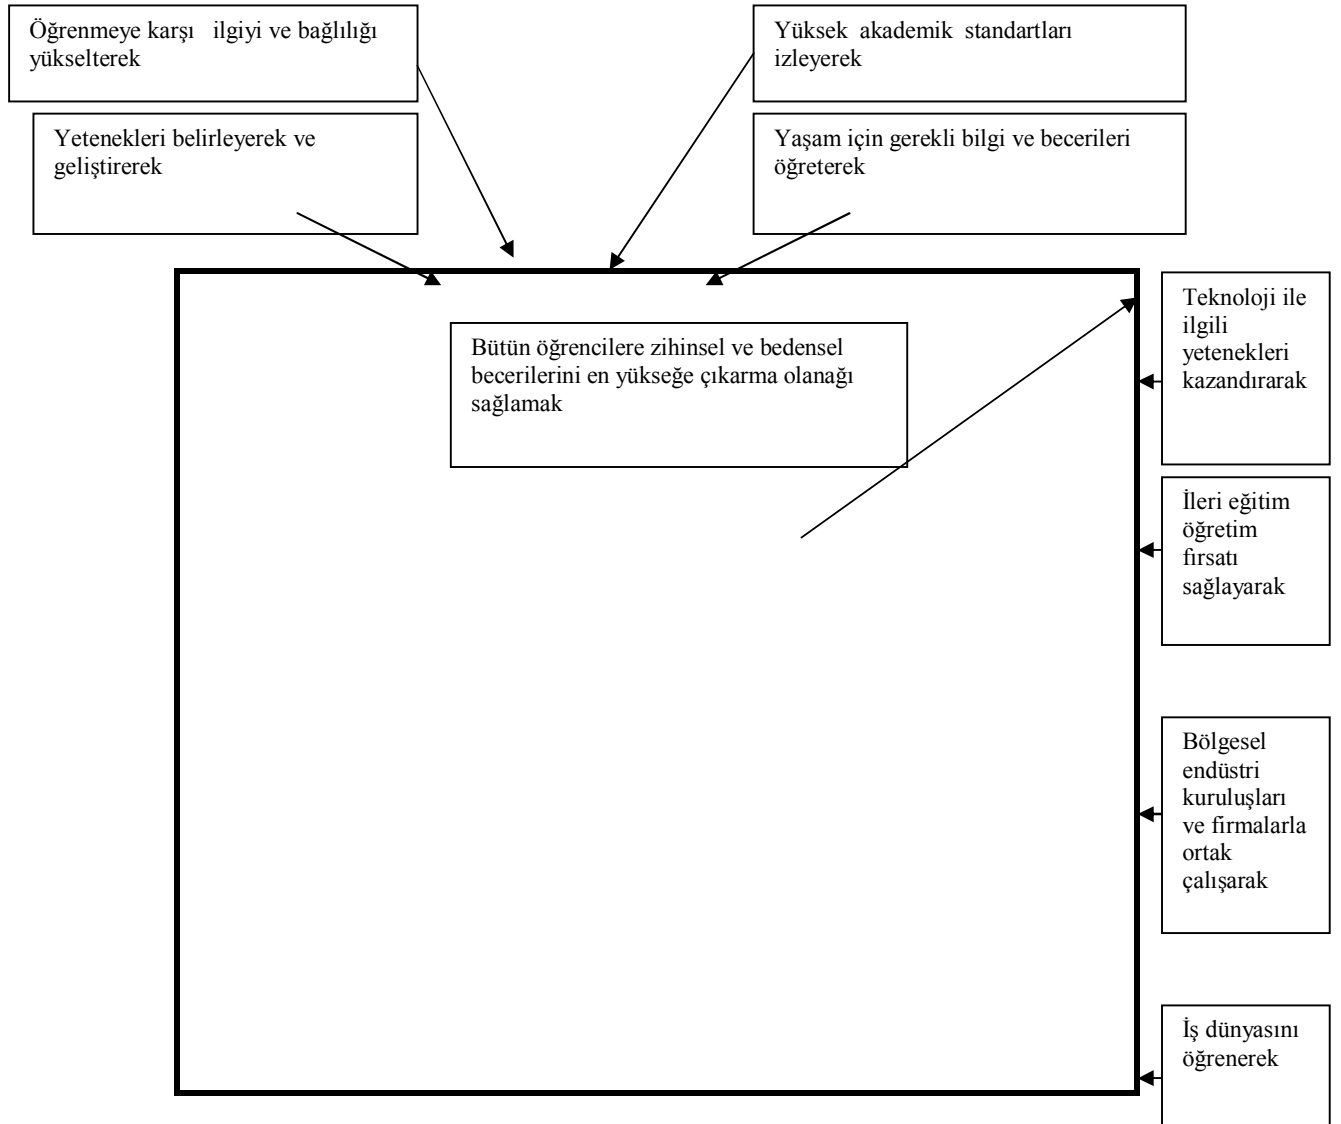 Öğrenmeye karşı ilgiyi ve bağlılığı
yükselterek
Yüksek akademik standartları
izleyerek
Yetenekleri belirleyerek ve
geliştirerek
Yaşam için gerekli bilgi ve becerileri
öğreterek
Bütün öğrencilere zihinsel ve bedensel
becerilerini en yükseğe çıkarma olanağı
sağlamak
Teknoloji ile
ilgili
yetenekleri
kazandırarak
İleri eğitim
öğretim
fırsatı
sağlayarak
Bölgesel
endüstri
kuruluşları
ve firmalarla
ortak
çalışarak
İş dünyasını
öğrenerek